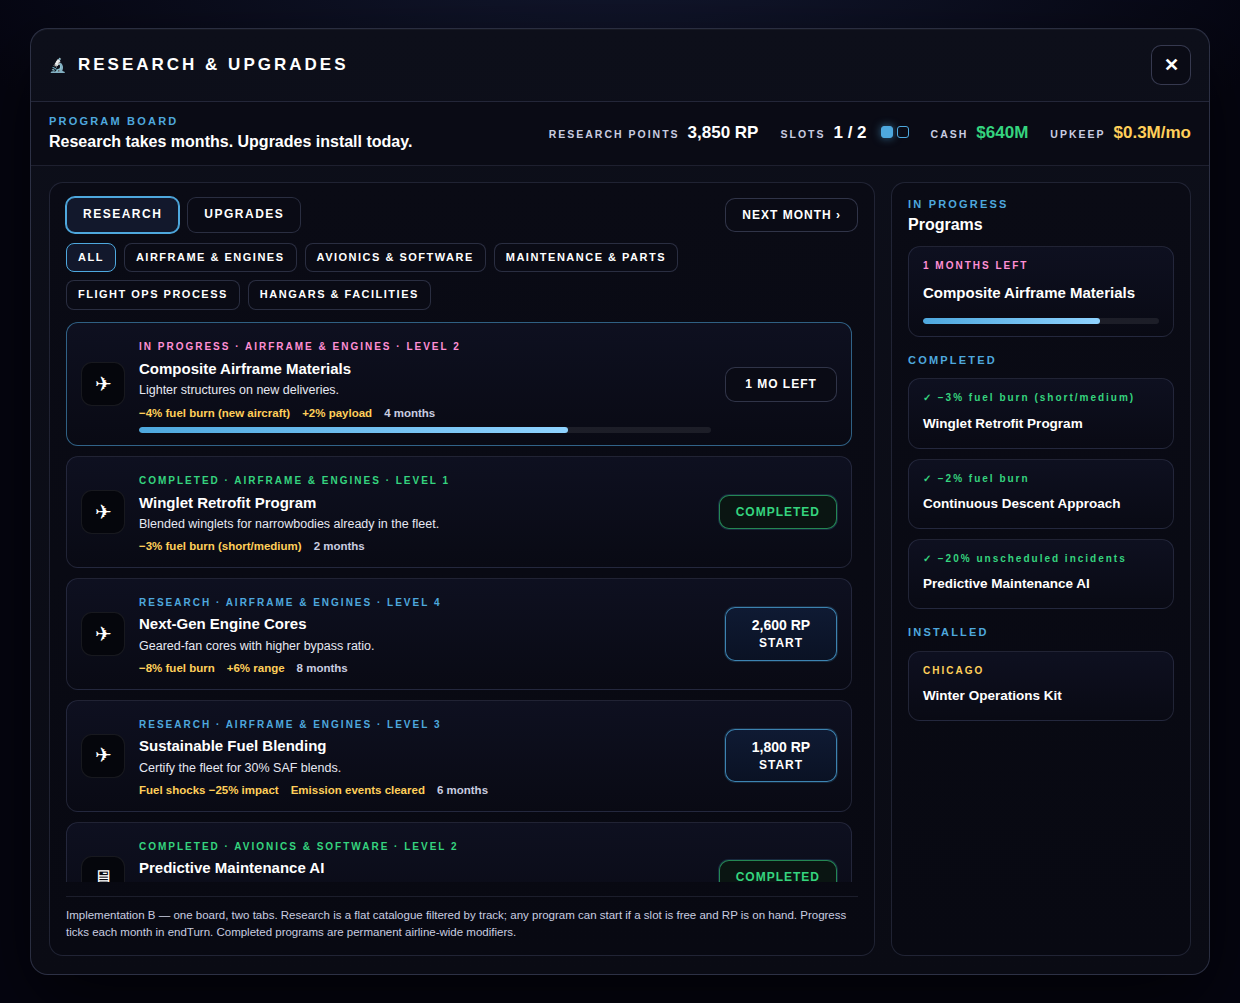 RESEARCH & UPGRADES
✕
PROGRAM BOARD
Research takes months. Upgrades install today.
RESEARCH POINTS 3,850 RP SLOTS 1 / 2 CASH $640M UPKEEP $0.3M/mo
RESEARCH UPGRADES NEXT MONTH ›
ALL AIRFRAME & ENGINES AVIONICS & SOFTWARE MAINTENANCE & PARTS
FLIGHT OPS PROCESS HANGARS & FACILITIES
IN PROGRESS · AIRFRAME & ENGINES · LEVEL 2
Composite Airframe Materials
Lighter structures on new deliveries.
−4% fuel burn (new aircraft) +2% payload 4 months
1 MO LEFT
COMPLETED · AIRFRAME & ENGINES · LEVEL 1
Winglet Retrofit Program
Blended winglets for narrowbodies already in the fleet.
−3% fuel burn (short/medium) 2 months
COMPLETED
RESEARCH · AIRFRAME & ENGINES · LEVEL 4
Next-Gen Engine Cores
Geared-fan cores with higher bypass ratio.
−8% fuel burn +6% range 8 months
2,600 RP
START
RESEARCH · AIRFRAME & ENGINES · LEVEL 3
Sustainable Fuel Blending
Certify the fleet for 30% SAF blends.
Fuel shocks −25% impact Emission events cleared 6 months
1,800 RP
START
COMPLETED · AVIONICS & SOFTWARE · LEVEL 2
Predictive Maintenance AI
COMPLETED
Implementation B — one board, two tabs. Research is a flat catalogue filtered by track; any program can start if a slot is free and RP is on hand. Progress
ticks each month in endTurn. Completed programs are permanent airline-wide modifiers.
IN PROGRESS
Programs
1 MONTHS LEFT
Composite Airframe Materials
COMPLETED
✓ −3% fuel burn (short/medium)
Winglet Retrofit Program
✓ −2% fuel burn
Continuous Descent Approach
✓ −20% unscheduled incidents
Predictive Maintenance AI
INSTALLED
CHICAGO
Winter Operations Kit